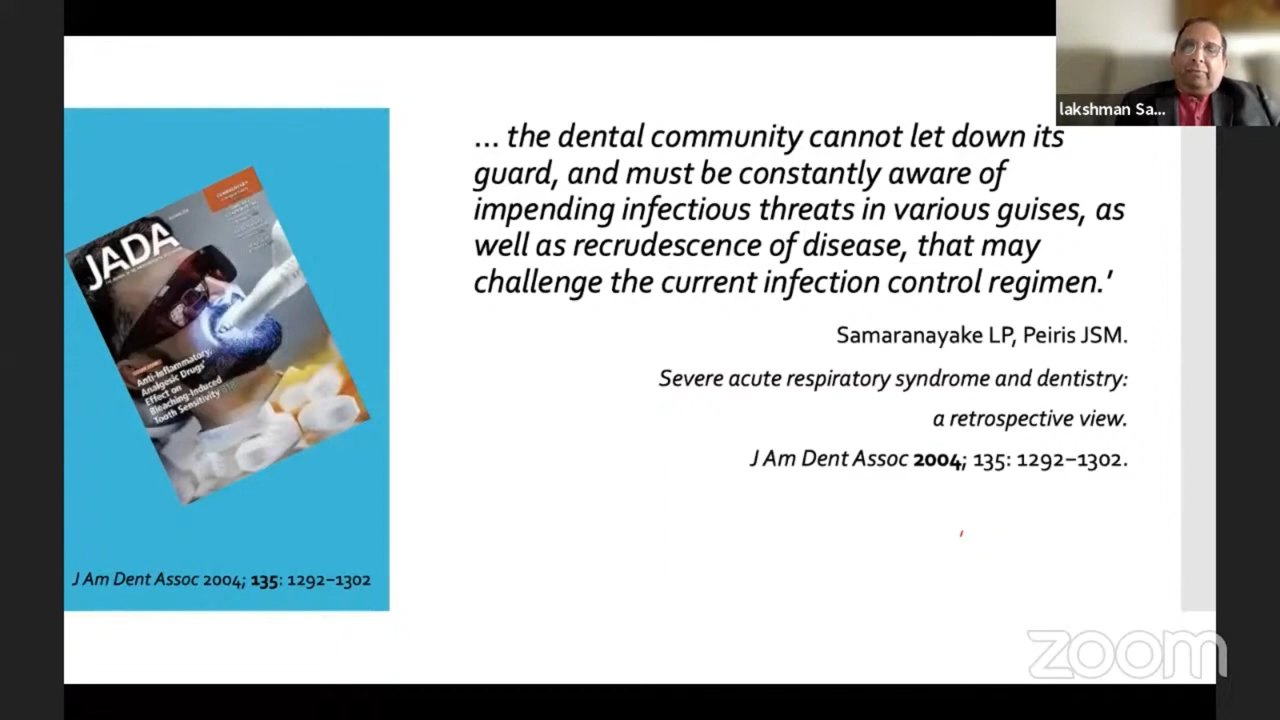 lakshman Sa...
... the dental community cannot let down its
guard, and must be constantly aware of
impending infectious threats in various guises, as
well as recrudescence of disease, that may
challenge the current infection control regimen.'
Samaranayake LP, Peiris JSM.
Severe acute respiratory syndrome and dentistry:
a retrospective view.
J Am Dent Assoc 2004; 135: 1292–1302.
JADA
Anti-Inflammatory,
Analgesic Drugs'
Effect on
Bleaching-Induced
Tooth Sensitivity
J Am Dent Assoc 2004; 135: 1292–1302
zoom